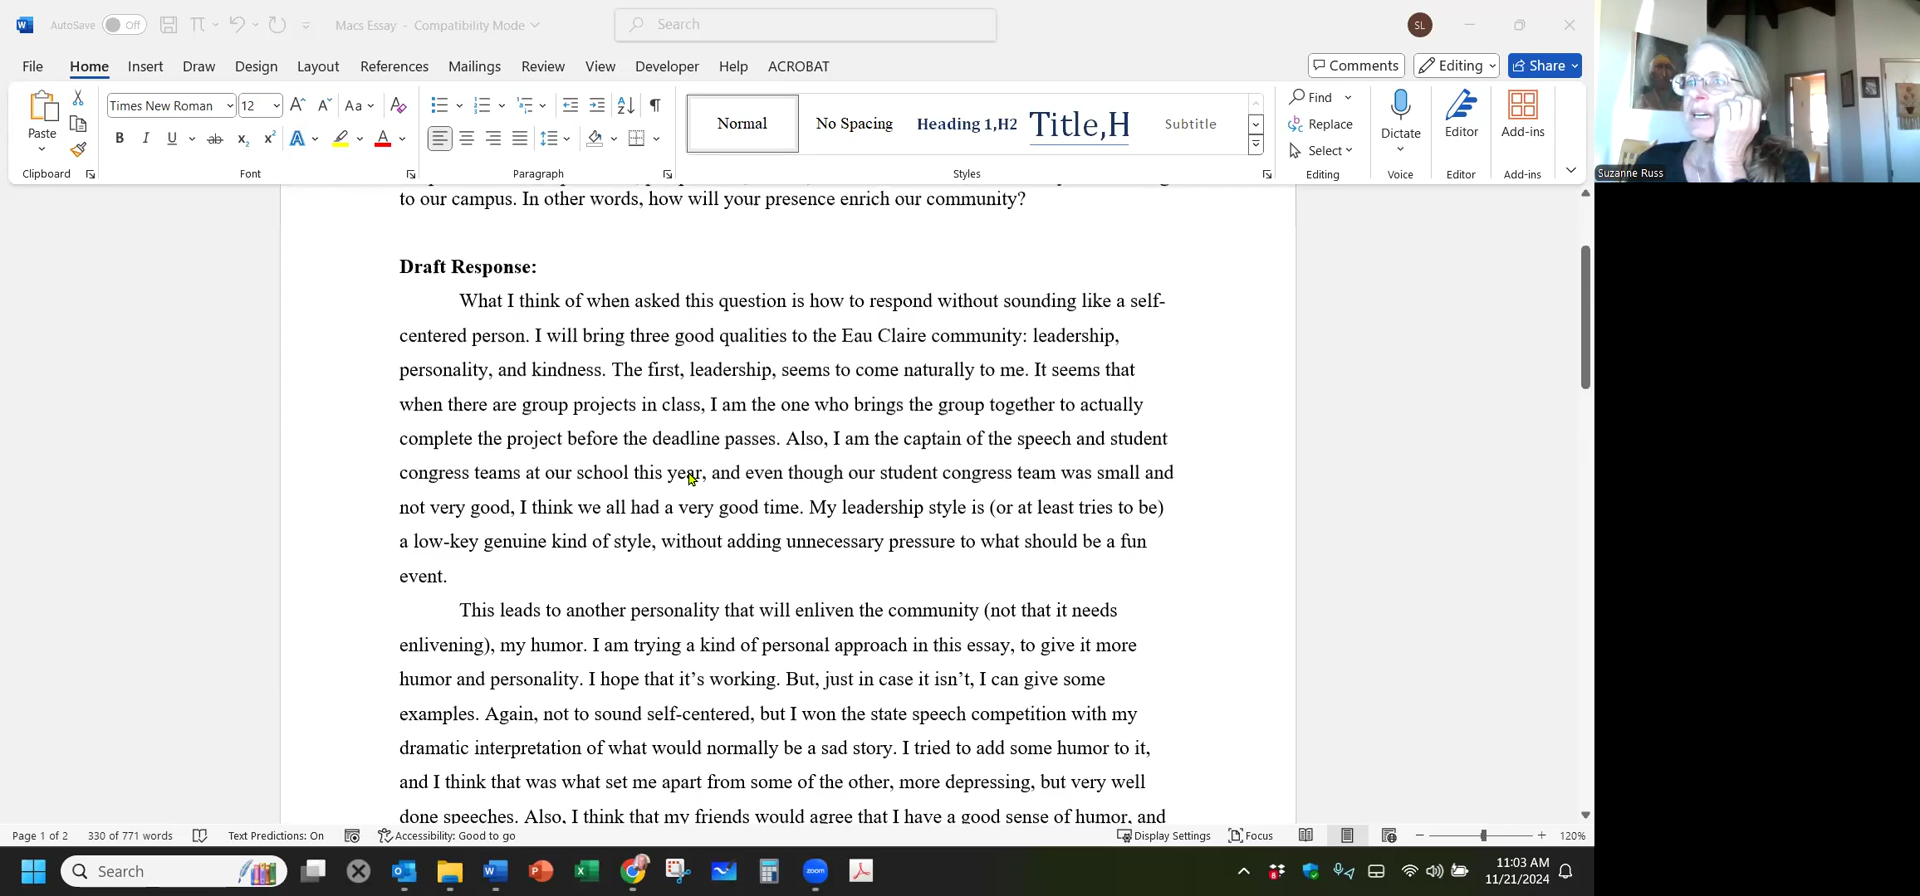 AutoSave Off Macs Essay - Compatibility Mode Search SL
File Home Insert Draw Design Layout References Mailings Review View Developer Help ACROBAT Comments Editing Share
Times New Roman 12 Aa
Paste
Normal No Spacing Heading 1,H2 Title,H Subtitle
Find
Replace
Select
Dictate Editor Add-ins
Clipboard Font Paragraph Styles Editing Voice Editor Add-ins
Suzanne Russ
to our campus. In other words, how will your presence enrich our community?
Draft Response:
What I think of when asked this question is how to respond without sounding like a self-
centered person. I will bring three good qualities to the Eau Claire community: leadership,
personality, and kindness. The first, leadership, seems to come naturally to me. It seems that
when there are group projects in class, I am the one who brings the group together to actually
complete the project before the deadline passes. Also, I am the captain of the speech and student
congress teams at our school this year, and even though our student congress team was small and
not very good, I think we all had a very good time. My leadership style is (or at least tries to be)
a low-key genuine kind of style, without adding unnecessary pressure to what should be a fun
event.
This leads to another personality that will enliven the community (not that it needs
enlivening), my humor. I am trying a kind of personal approach in this essay, to give it more
humor and personality. I hope that it’s working. But, just in case it isn’t, I can give some
examples. Again, not to sound self-centered, but I won the state speech competition with my
dramatic interpretation of what would normally be a sad story. I tried to add some humor to it,
and I think that was what set me apart from some of the other, more depressing, but very well
done speeches. Also, I think that my friends would agree that I have a good sense of humor, and
Page 1 of 2 330 of 771 words Text Predictions: On Accessibility: Good to go Display Settings Focus 120%
Search zoom 11:03 AM
11/21/2024